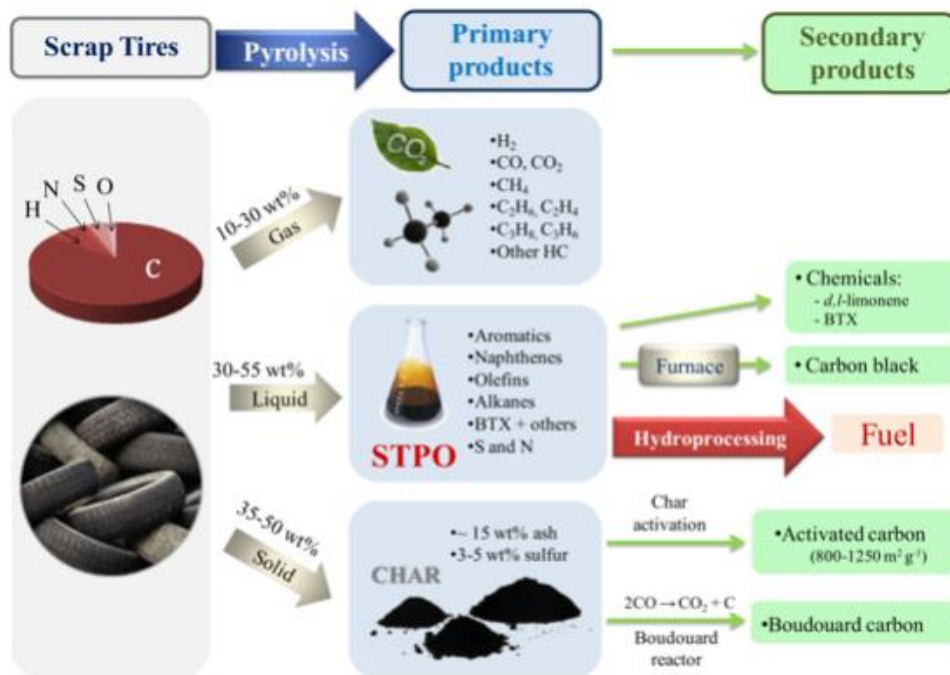 Scrap Tires
Pyrolysis
Primary
products
Secondary
products
H N S O
C
10-30 wt%
Gas
CO₂
•H₂
•CO, CO₂
•CH₄
•C₂H₆, C₂H₄
•C₃H₈, C₃H₆
•Other HC
30-55 wt%
Liquid
STPO
•Aromatics
•Naphthenes
•Olefins
•Alkanes
•BTX + others
•S and N
• Chemicals:
- d,l-limonene
- BTX
Furnace
• Carbon black
Hydroprocessing
Fuel
35-50 wt%
Solid
CHAR
•~ 15 wt% ash
•3-5 wt% sulfur
Char
activation
•Activated carbon
(800-1250 m² g⁻¹)
2CO→CO₂ + C
Boudouard
reactor
•Boudouard carbon